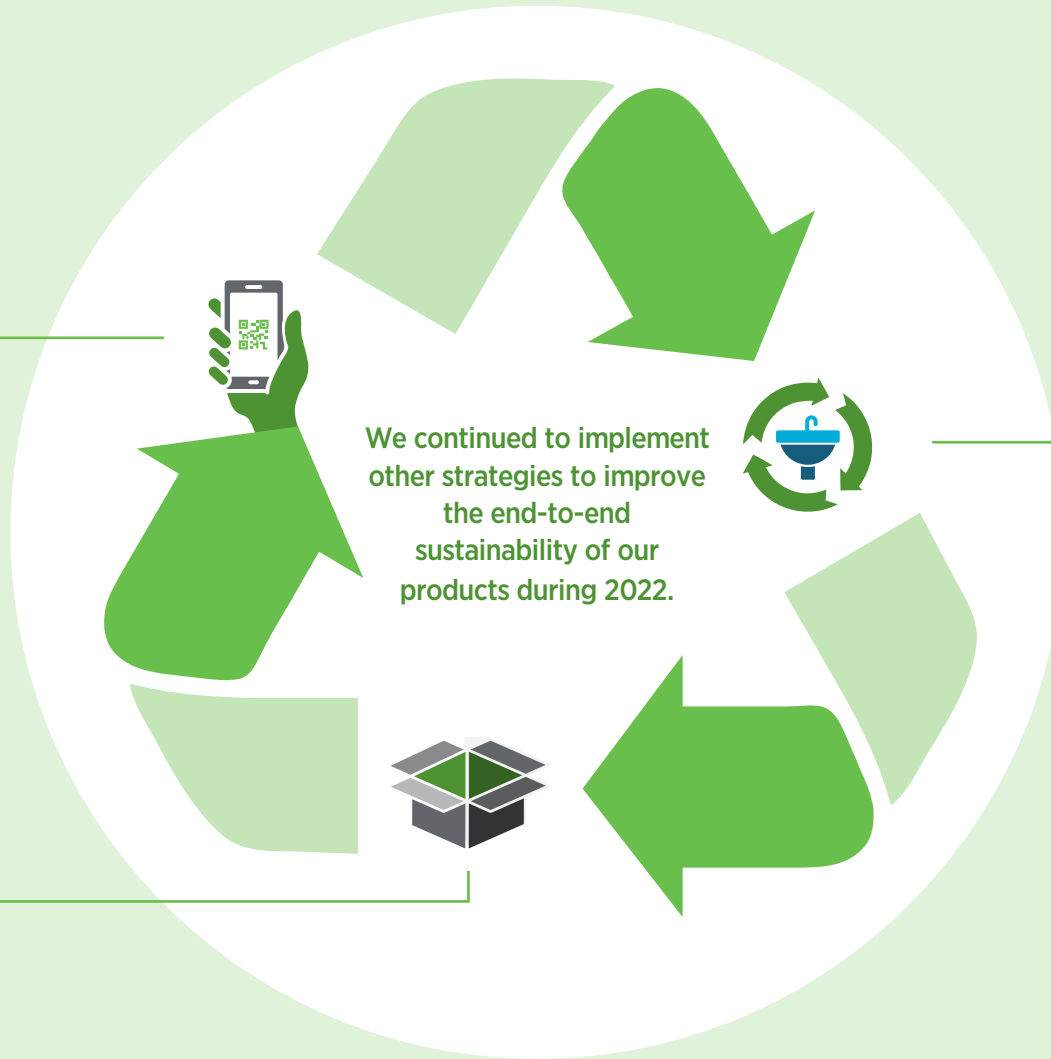 We continued to implement
other strategies to improve
the end-to-end
sustainability of our
products during 2022.